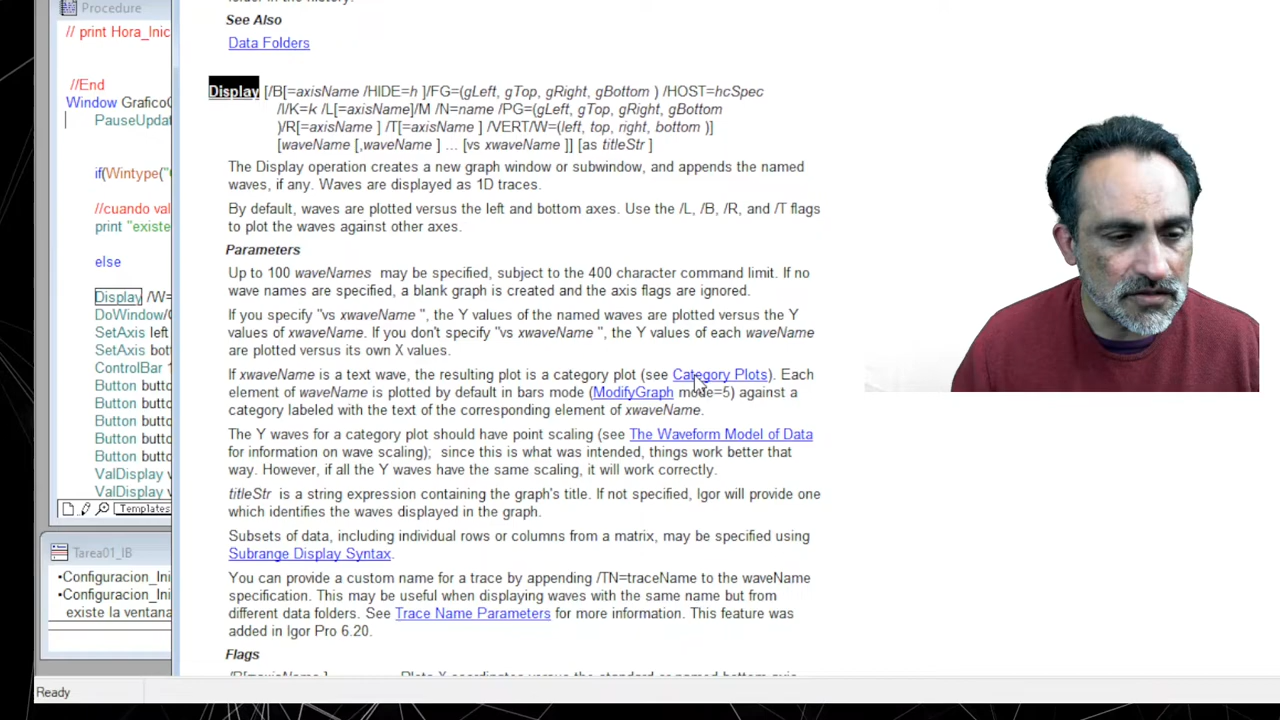 Procedure
// print Hora_Inic
//End
Window GraficoC
PauseUpdat
if(Wintype("
//cuando val
print "existe
else
Display /W=
DoWindow/
SetAxis left
SetAxis bott
ControlBar 1
Button butto
Button butto
Button butto
Button butto
Button butto
ValDisplay v
ValDisplay v
Templates
Tarea01_IB
•Configuracion_Ini
•Configuracion_Ini
existe la ventana
Ready
See Also
Data Folders
Display [/B[=axisName /HIDE=h ]/FG=(gLeft, gTop, gRight, gBottom ) /HOST=hcSpec
/I/K=k /L[=axisName]/M /N=name /PG=(gLeft, gTop, gRight, gBottom
)/R[=axisName ] /T[=axisName ] /VERT/W=(left, top, right, bottom )]
[waveName [,waveName ] ... [vs xwaveName ]] [as titleStr ]
The Display operation creates a new graph window or subwindow, and appends the named
waves, if any. Waves are displayed as 1D traces.
By default, waves are plotted versus the left and bottom axes. Use the /L, /B, /R, and /T flags
to plot the waves against other axes.
Parameters
Up to 100 waveNames may be specified, subject to the 400 character command limit. If no
wave names are specified, a blank graph is created and the axis flags are ignored.
If you specify "vs xwaveName ", the Y values of the named waves are plotted versus the Y
values of xwaveName. If you don't specify "vs xwaveName ", the Y values of each waveName
are plotted versus its own X values.
If xwaveName is a text wave, the resulting plot is a category plot (see Category Plots). Each
element of waveName is plotted by default in bars mode (ModifyGraph mode=5) against a
category labeled with the text of the corresponding element of xwaveName.
The Y waves for a category plot should have point scaling (see The Waveform Model of Data
for information on wave scaling); since this is what was intended, things work better that
way. However, if all the Y waves have the same scaling, it will work correctly.
titleStr is a string expression containing the graph's title. If not specified, Igor will provide one
which identifies the waves displayed in the graph.
Subsets of data, including individual rows or columns from a matrix, may be specified using
Subrange Display Syntax.
You can provide a custom name for a trace by appending /TN=traceName to the waveName
specification. This may be useful when displaying waves with the same name but from
different data folders. See Trace Name Parameters for more information. This feature was
added in Igor Pro 6.20.
Flags